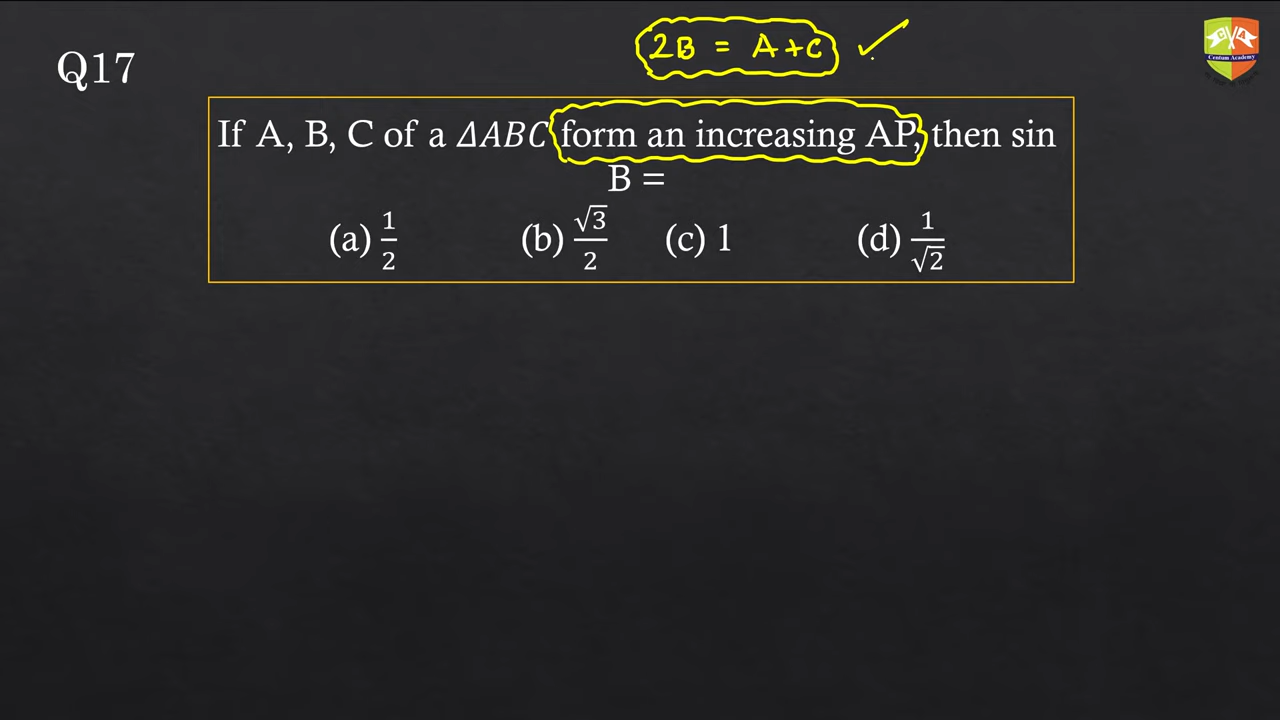 2B = A+C ✓
Q17
If A, B, C of a ΔABC form an increasing AP, then sin
B =
(a) 1/2 (b) √3/2 (c) 1 (d) 1/√2
Centum Academy